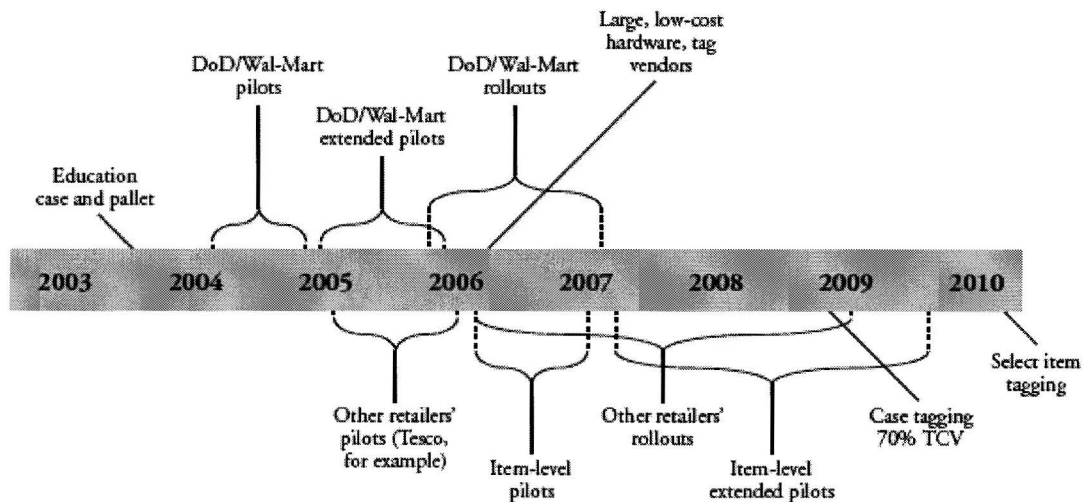 Large, low-cost
hardware, tag
vendors
DoD/Wal-Mart
pilots
DoD/Wal-Mart
rollouts
DoD/Wal-Mart
extended pilots
Education
case and pallet
2003 2004 2005 2006 2007 2008 2009 2010
Select item
tagging
Other retailers'
pilots (Tesco,
for example)
Other retailers'
rollouts
Case tagging
70% TCV
Item-level
pilots
Item-level
extended pilots